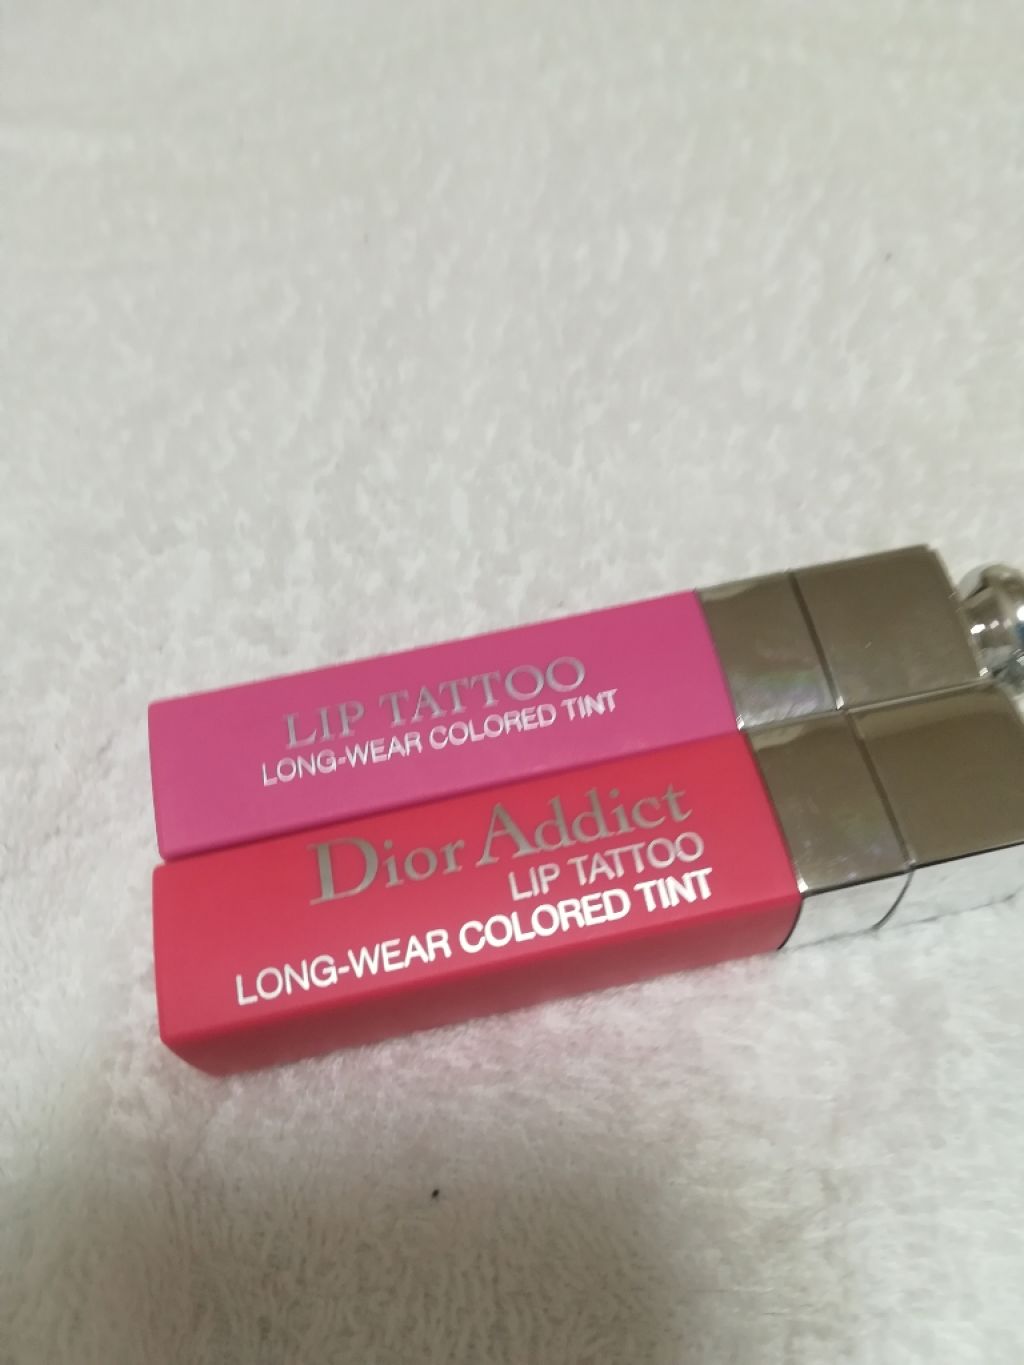 LIP TATTOO
LONG-WEAR COLORED TINT
Dior Addict
LIP TATTOO
LONG-WEAR COLORED TINT